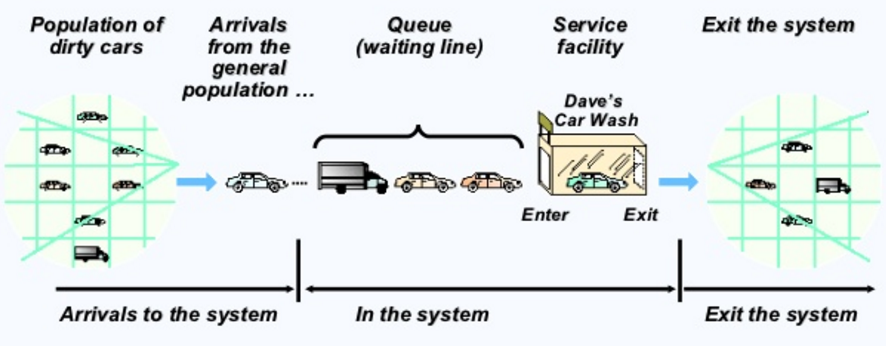 Population of
dirty cars
Arrivals
from the
general
population …
Queue
(waiting line)
Service
facility
Exit the system
Dave's
Car Wash
Enter
Exit
Arrivals to the system
In the system
Exit the system